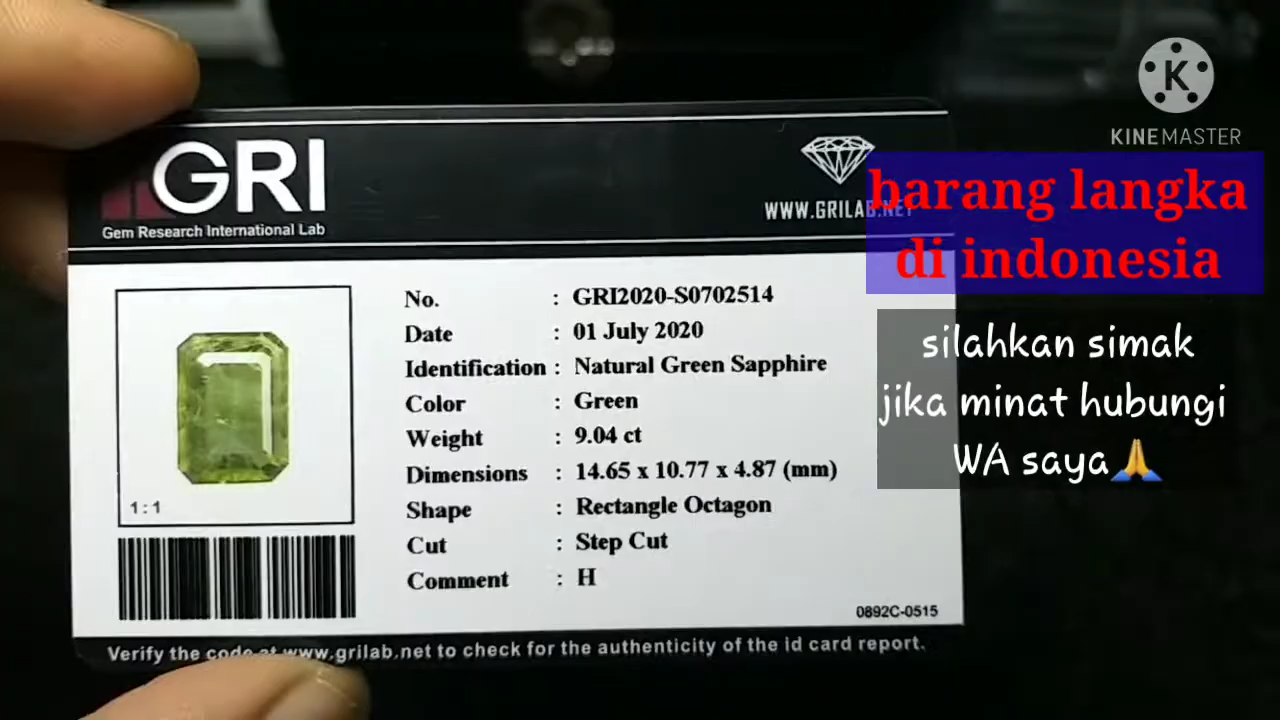 GRI
Gem Research International Lab
WWW.GRILAB.NET
No. : GRI2020-S0702514
Date : 01 July 2020
Identification : Natural Green Sapphire
Color : Green
Weight : 9.04 ct
Dimensions : 14.65 x 10.77 x 4.87 (mm)
Shape : Rectangle Octagon
Cut : Step Cut
Comment : H
1:1
0892C-0515
Verify the code at www.grilab.net to check for the authenticity of the id card report.
K
KINEMASTER
barang langka
di indonesia
silahkan simak
jika minat hubungi
WA saya🙏